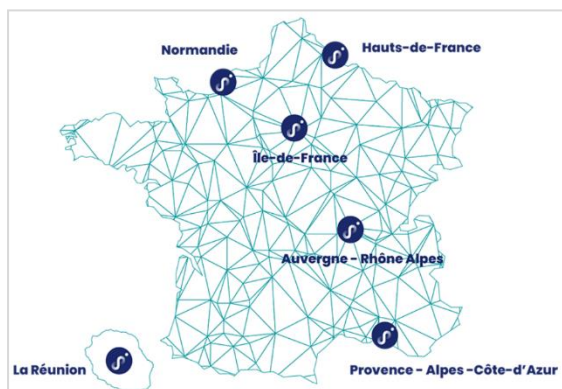 Normandie
Hauts-de-France
Île-de-France
Auvergne - Rhône Alpes
La Réunion
Provence - Alpes -Côte-d'Azur